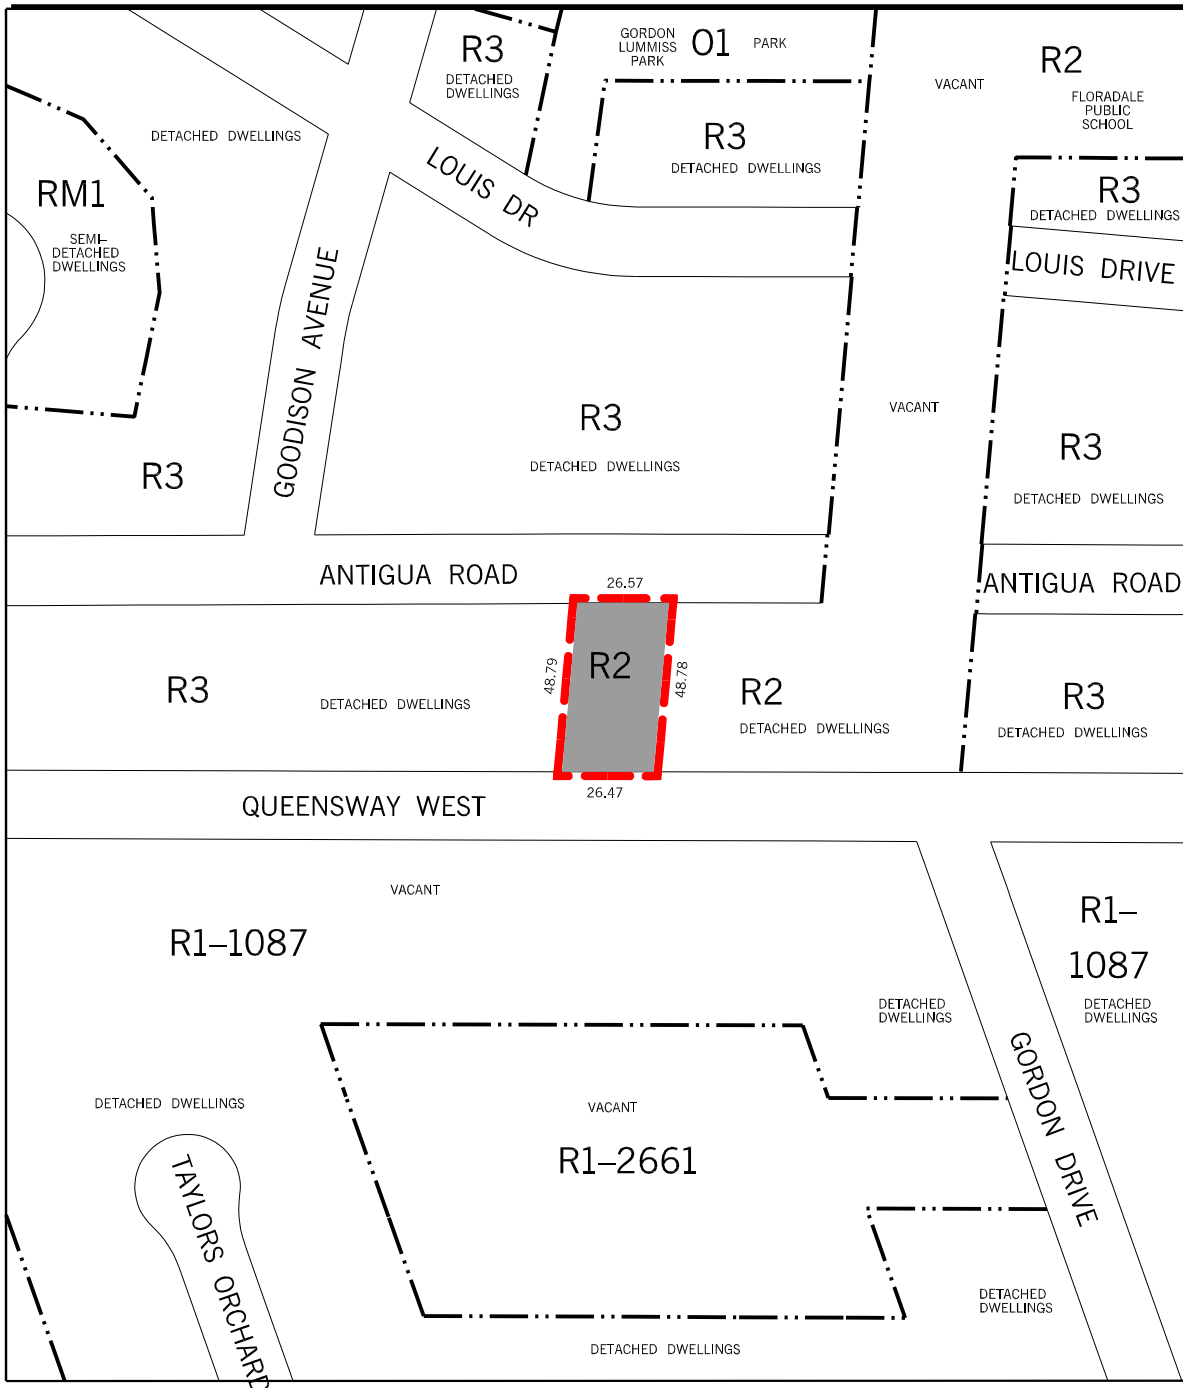 R3
DETACHED
DWELLINGS
GORDON
LUMMISS
PARK
O1
PARK
R2
VACANT
FLORADALE
PUBLIC
SCHOOL
DETACHED DWELLINGS
R3
DETACHED DWELLINGS
LOUIS DR
RM1
SEMI–
DETACHED
DWELLINGS
R3
DETACHED DWELLINGS
LOUIS DRIVE
GOODISON AVENUE
R3
DETACHED DWELLINGS
VACANT
R3
DETACHED DWELLINGS
R3
ANTIGUA ROAD
26.57
ANTIGUA ROAD
R3
DETACHED DWELLINGS
48.79
R2
48.78
R2
DETACHED DWELLINGS
R3
DETACHED DWELLINGS
26.47
QUEENSWAY WEST
VACANT
R1–1087
R1–
1087
DETACHED
DWELLINGS
DETACHED
DWELLINGS
GORDON DRIVE
DETACHED DWELLINGS
VACANT
R1–2661
TAYLORS ORCHARD
DETACHED
DWELLINGS
DETACHED DWELLINGS